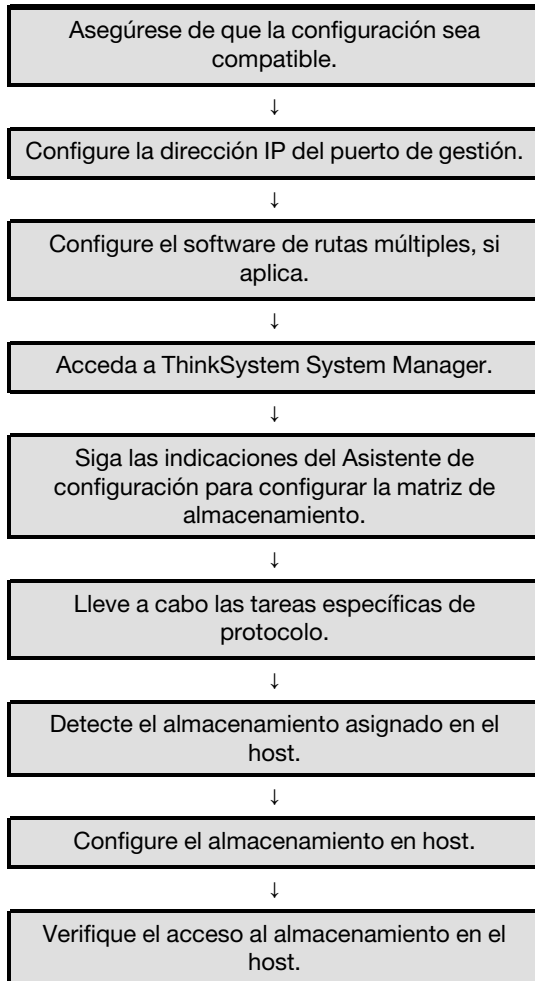 Asegúrese de que la configuración sea
compatible.
↓
Configure la dirección IP del puerto de gestión.
↓
Configure el software de rutas múltiples, si
aplica.
↓
Acceda a ThinkSystem System Manager.
↓
Siga las indicaciones del Asistente de
configuración para configurar la matriz de
almacenamiento.
↓
Lleve a cabo las tareas específicas de
protocolo.
↓
Detecte el almacenamiento asignado en el
host.
↓
Configure el almacenamiento en host.
↓
Verifique el acceso al almacenamiento en el
host.